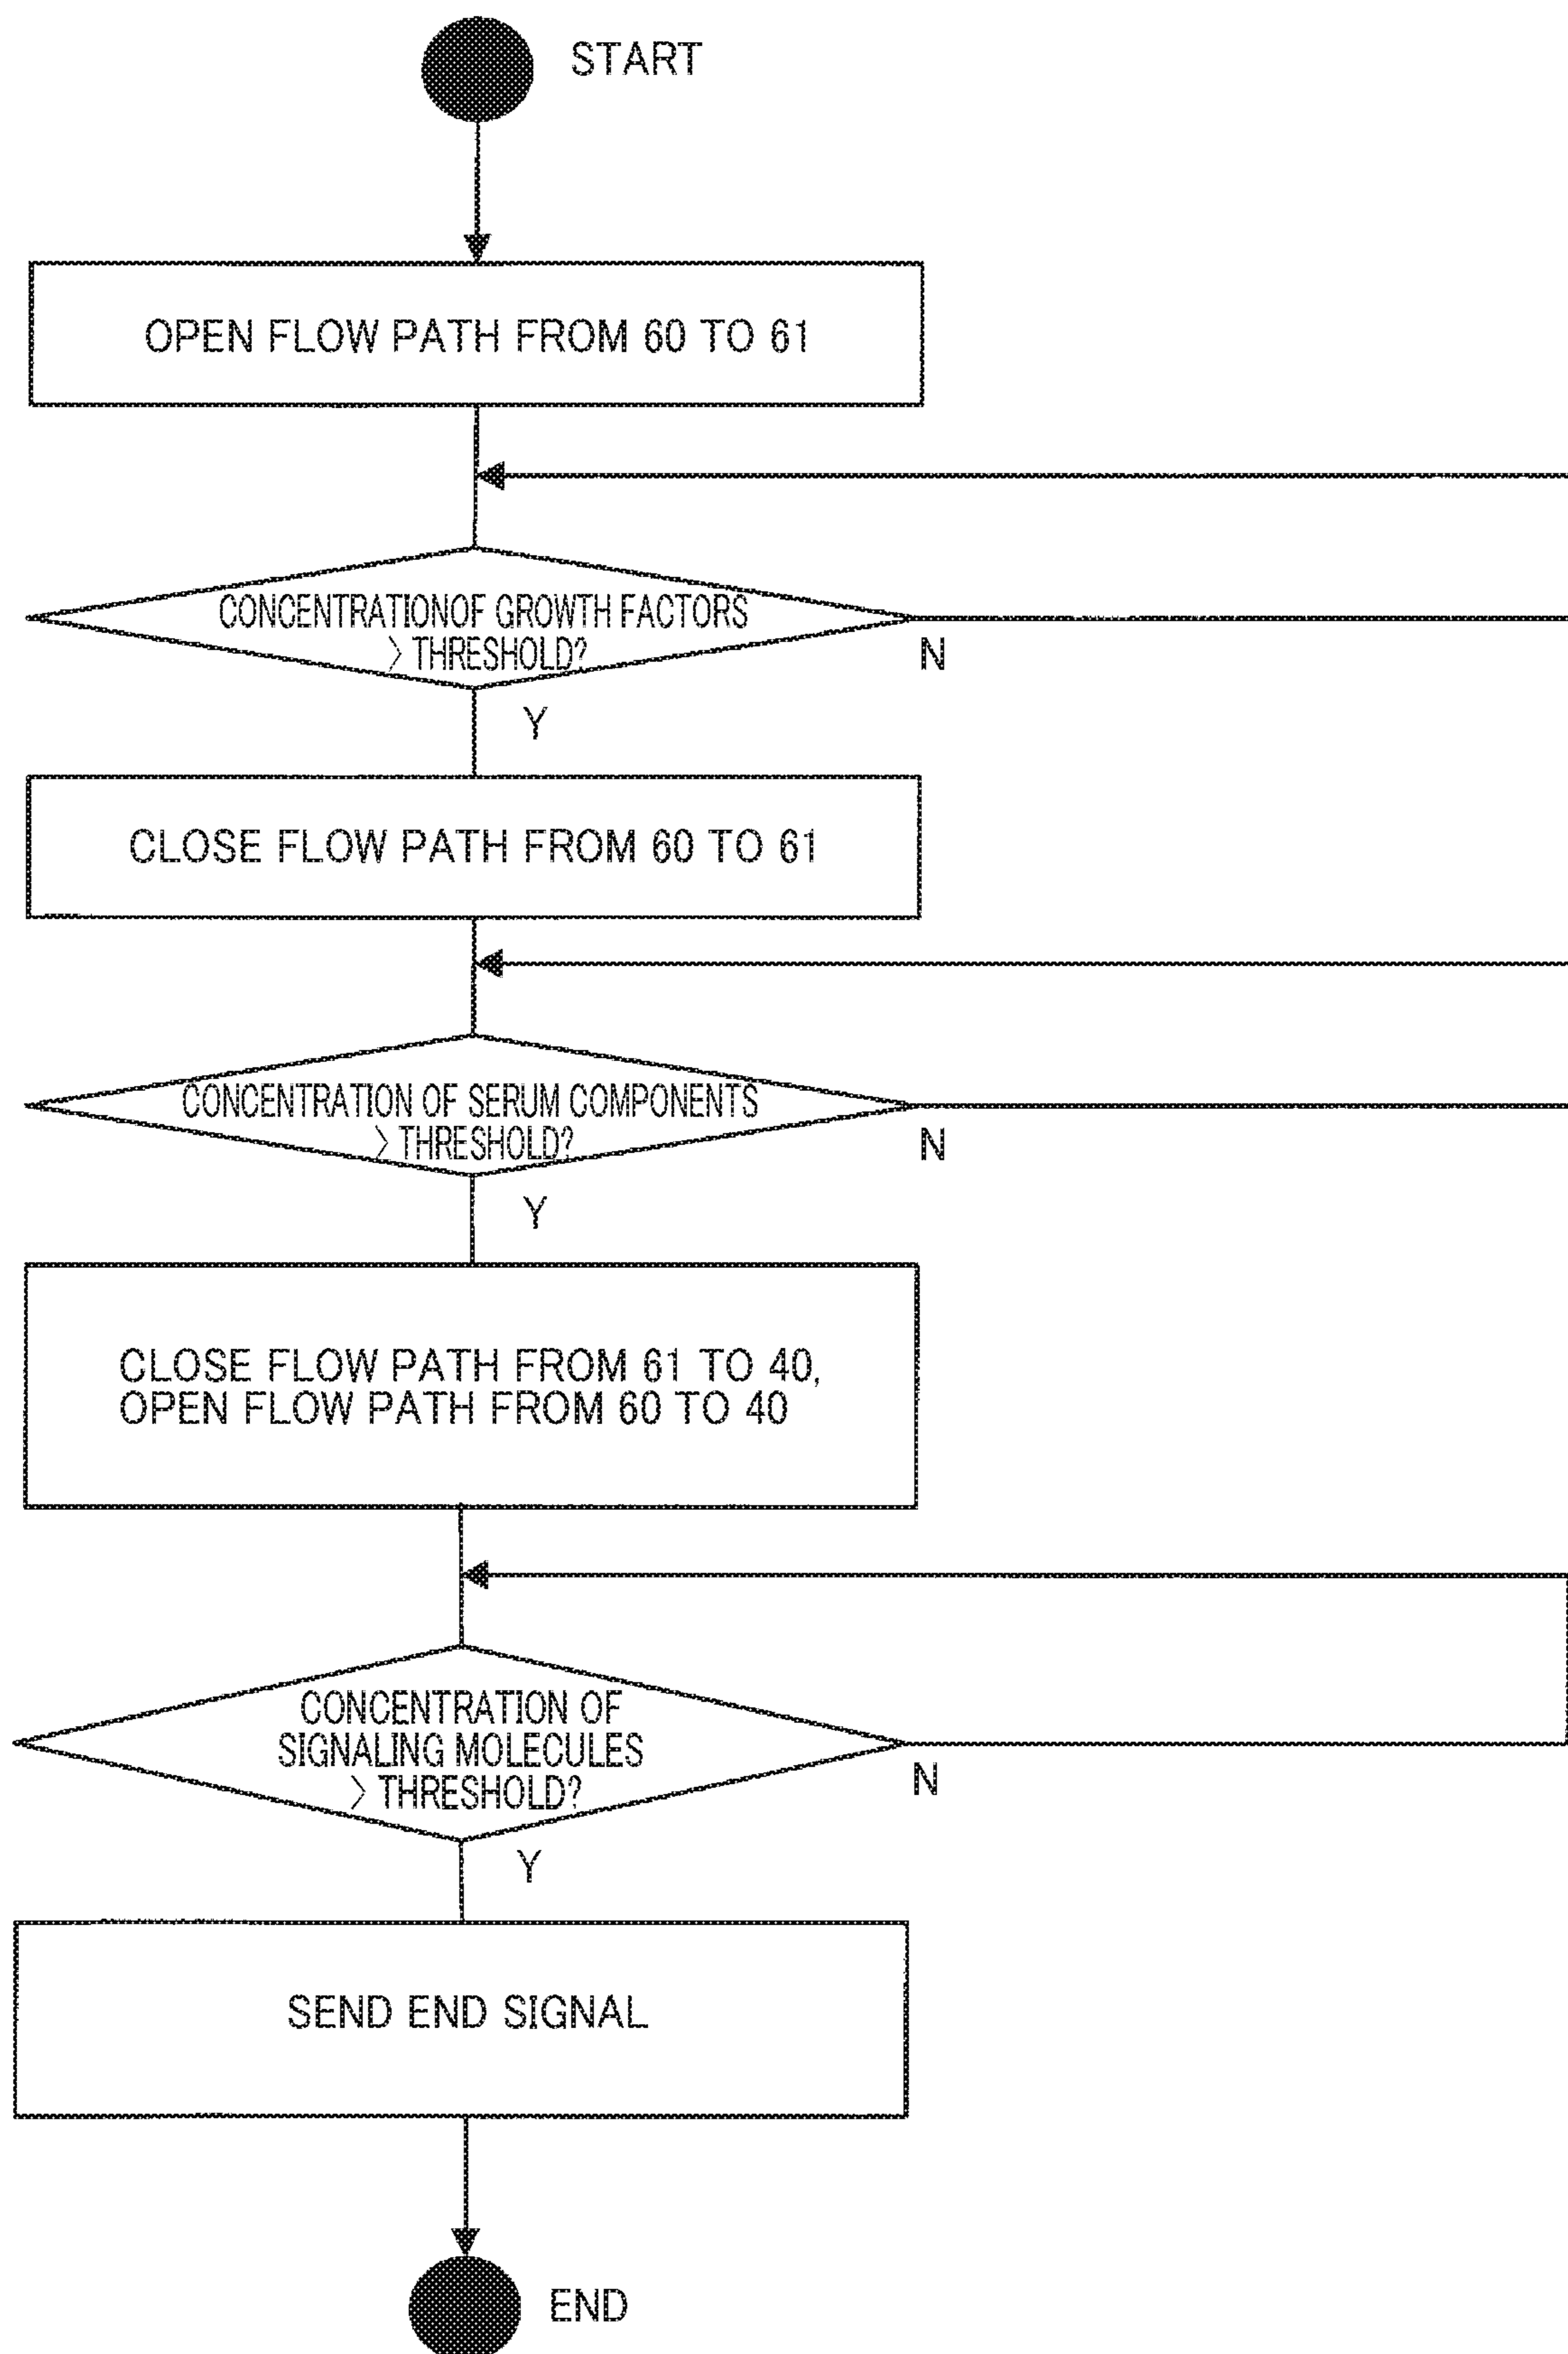 START
OPEN FLOW PATH FROM 60 TO 61
CONCENTRATIONOF GROWTH FACTORS
> THRESHOLD?
N
Y
CLOSE FLOW PATH FROM 60 TO 61
CONCENTRATION OF SERUM COMPONENTS
> THRESHOLD?
N
Y
CLOSE FLOW PATH FROM 61 TO 40,
OPEN FLOW PATH FROM 60 TO 40
CONCENTRATION OF
SIGNALING MOLECULES
> THRESHOLD?
N
Y
SEND END SIGNAL
END